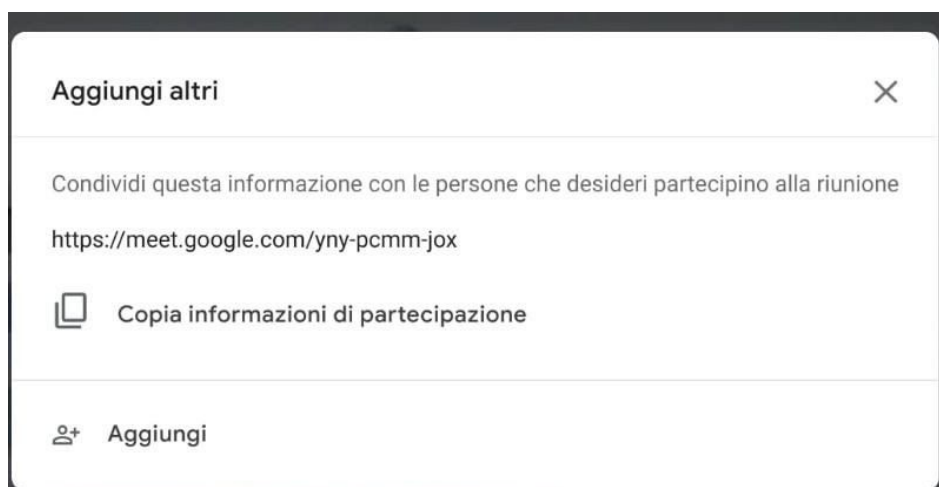 Aggiungi altri
Condividi questa informazione con le persone che desideri partecipino alla riunione
https://meet.google.com/yny-pcmm-jox
Copia informazioni di partecipazione
Aggiungi